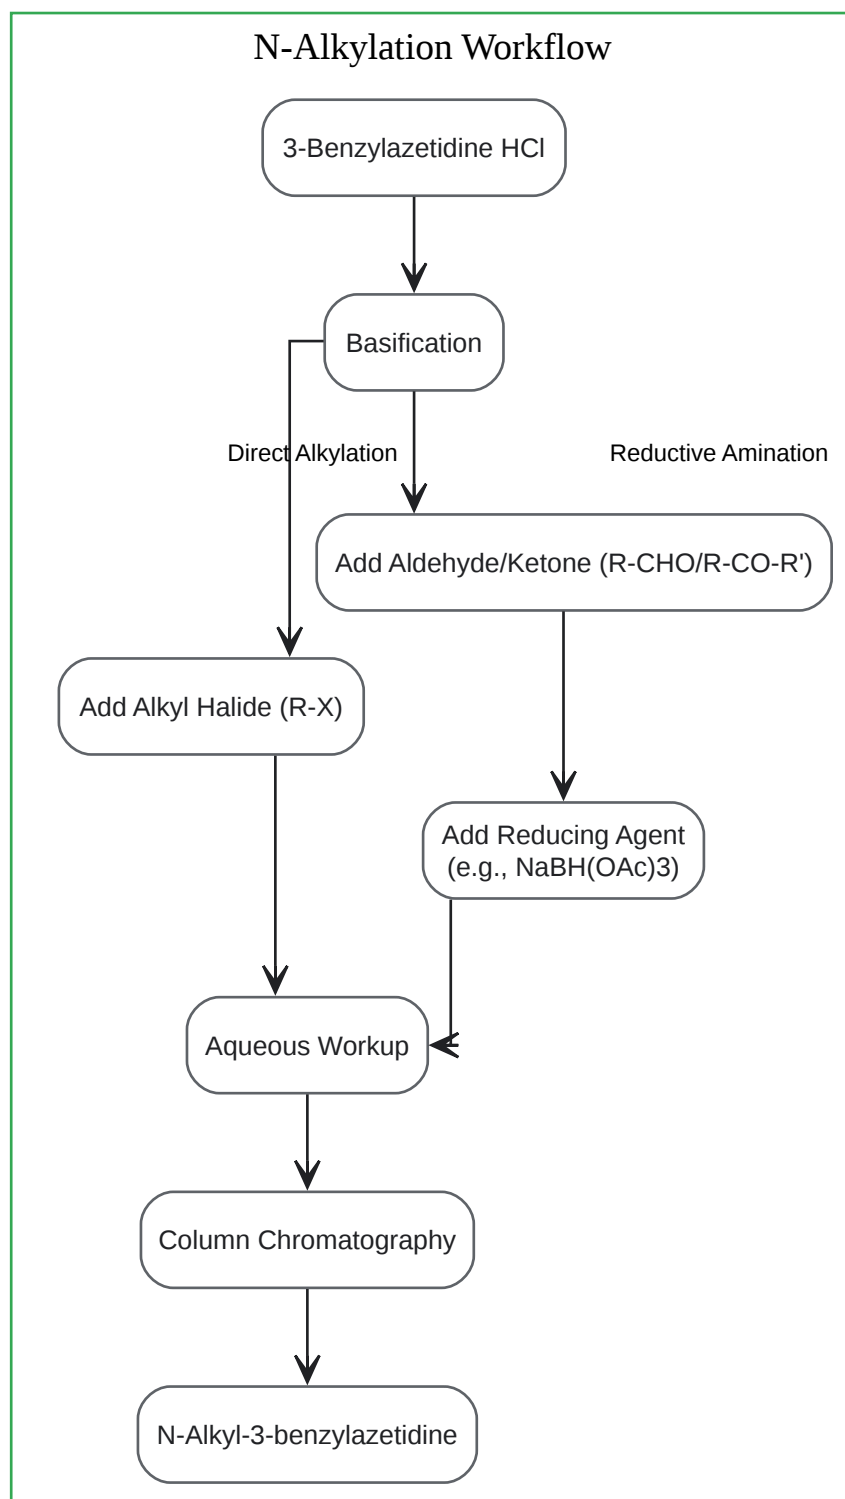 N-Alkylation Workflow
3-Benzylazetidine HCl
Basification
Direct Alkylation
Reductive Amination
Add Aldehyde/Ketone (R-CHO/R-CO-R')
Add Alkyl Halide (R-X)
Add Reducing Agent
(e.g., NaBH(OAc)3)
Aqueous Workup
Column Chromatography
N-Alkyl-3-benzylazetidine